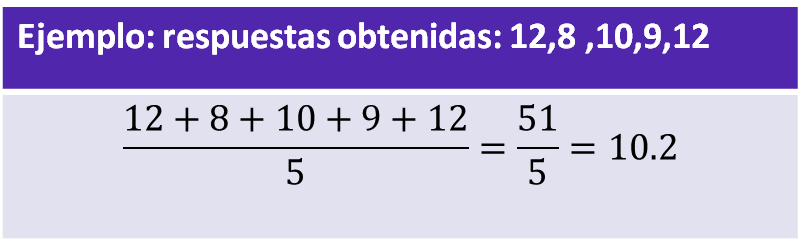 Ejemplo: respuestas obtenidas: 12,8 ,10,9,12
12 + 8 + 10 + 9 + 12 / 5 = 51 / 5 = 10.2